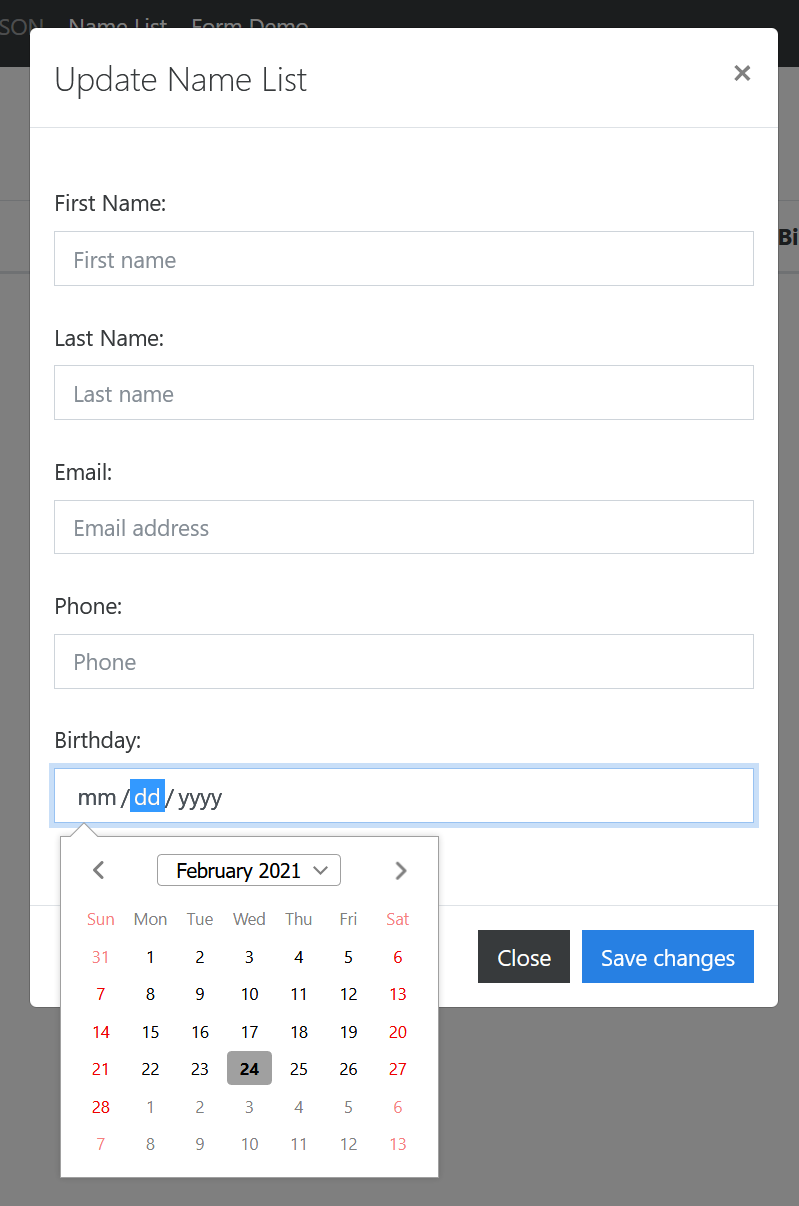 SON Name List Form Demo
Update Name List ×
First Name:
First name
Bi
Last Name:
Last name
Email:
Email address
Phone:
Phone
Birthday:
mm/dd/yyyy
February 2021
Sun Mon Tue Wed Thu Fri Sat
31 1 2 3 4 5 6
7 8 9 10 11 12 13
14 15 16 17 18 19 20
21 22 23 24 25 26 27
28 1 2 3 4 5 6
7 8 9 10 11 12 13
Close Save changes